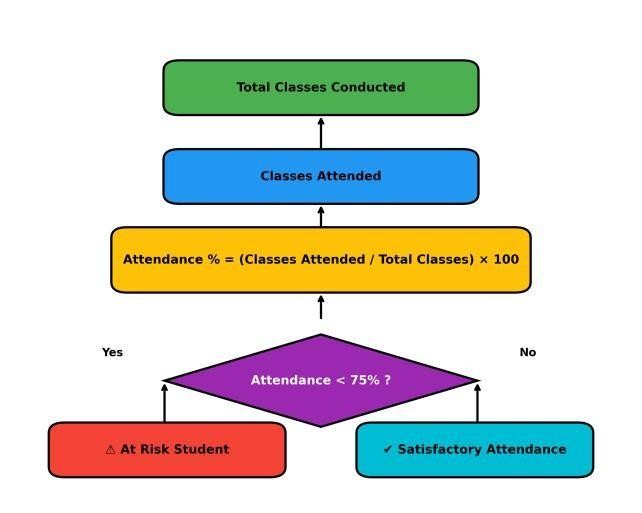 Total Classes Conducted
Classes Attended
Attendance % = (Classes Attended / Total Classes) × 100
Yes
No
Attendance < 75% ?
⚠ At Risk Student
✔ Satisfactory Attendance